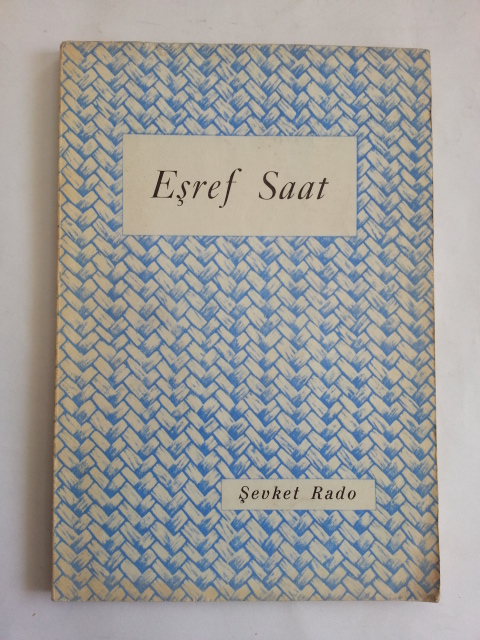 Eşref Saat
Şevket Rado